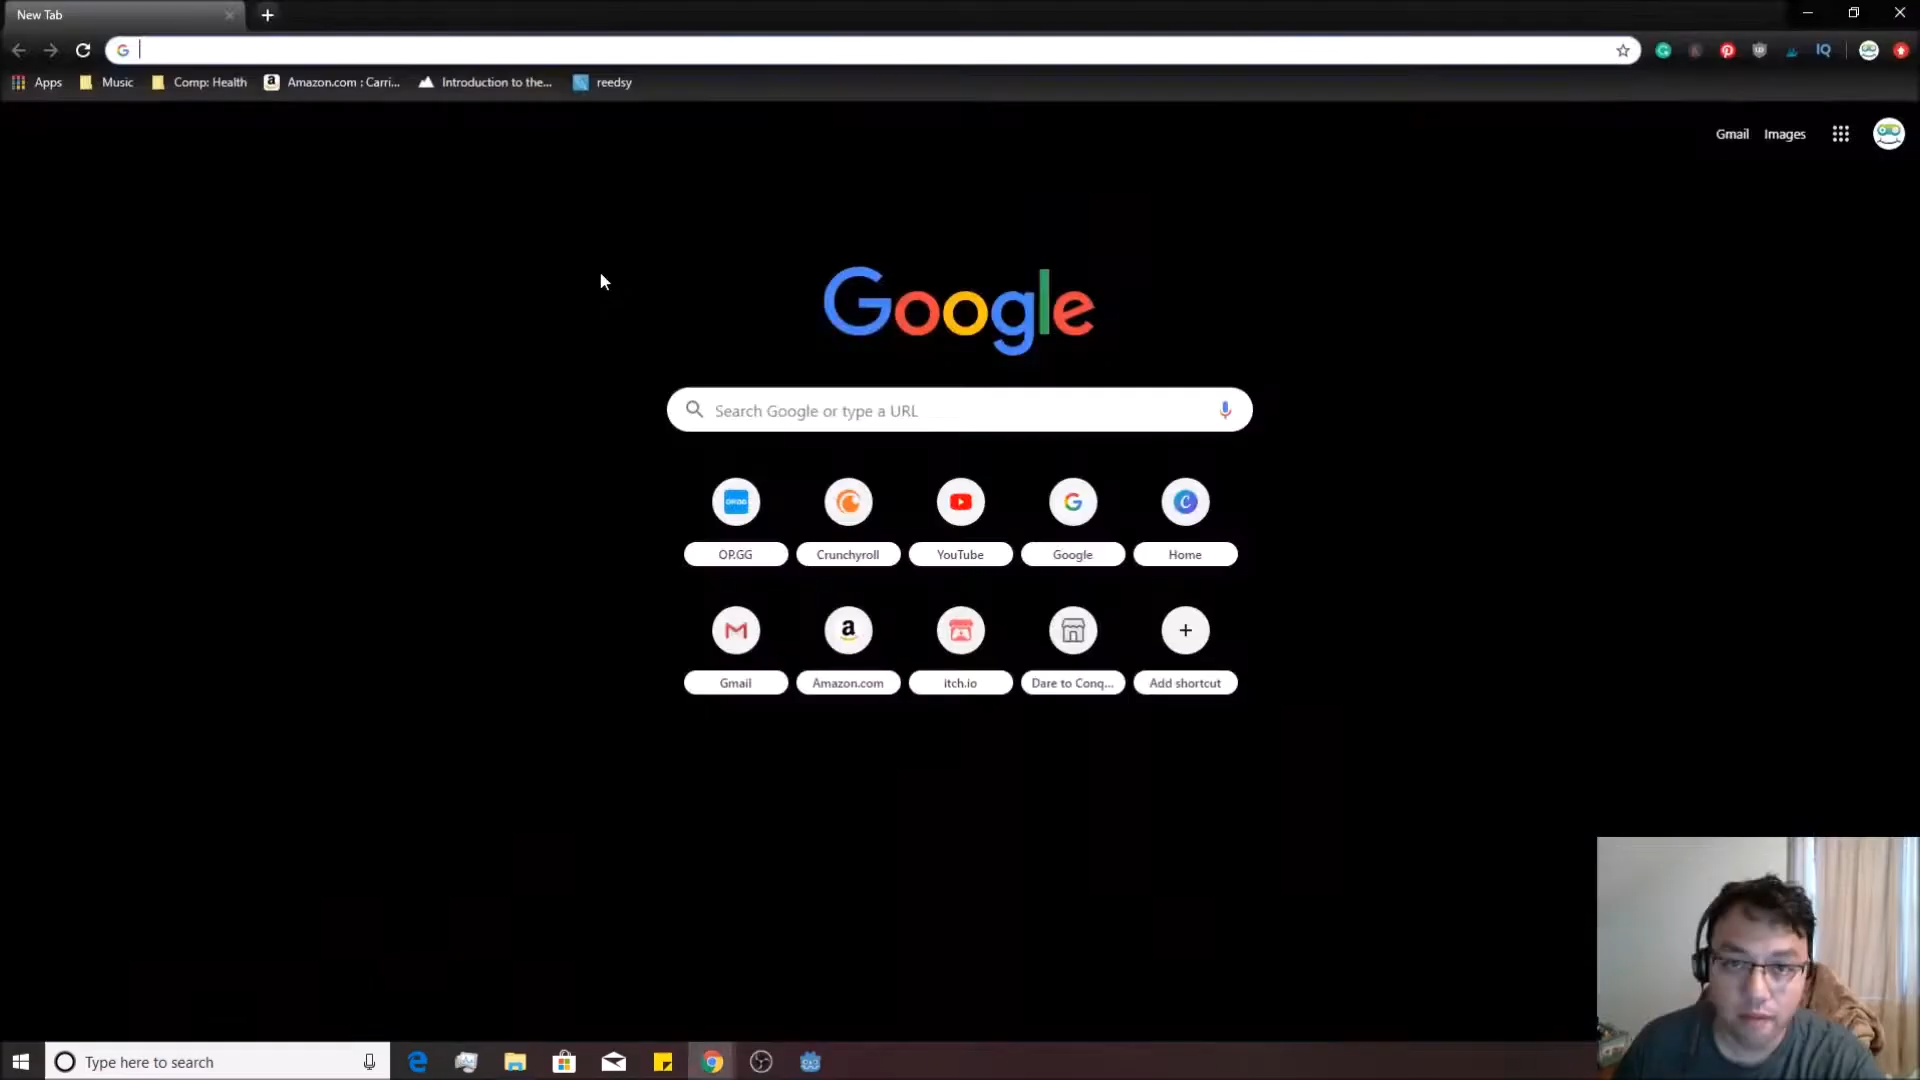 New Tab
Apps Music Comp: Health Amazon.com : Carri... Introduction to the... reedsy
Gmail Images
Google
Search Google or type a URL
OP.GG Crunchyroll YouTube Google Home
Gmail Amazon.com itch.io Dare to Conq... Add shortcut
Type here to search